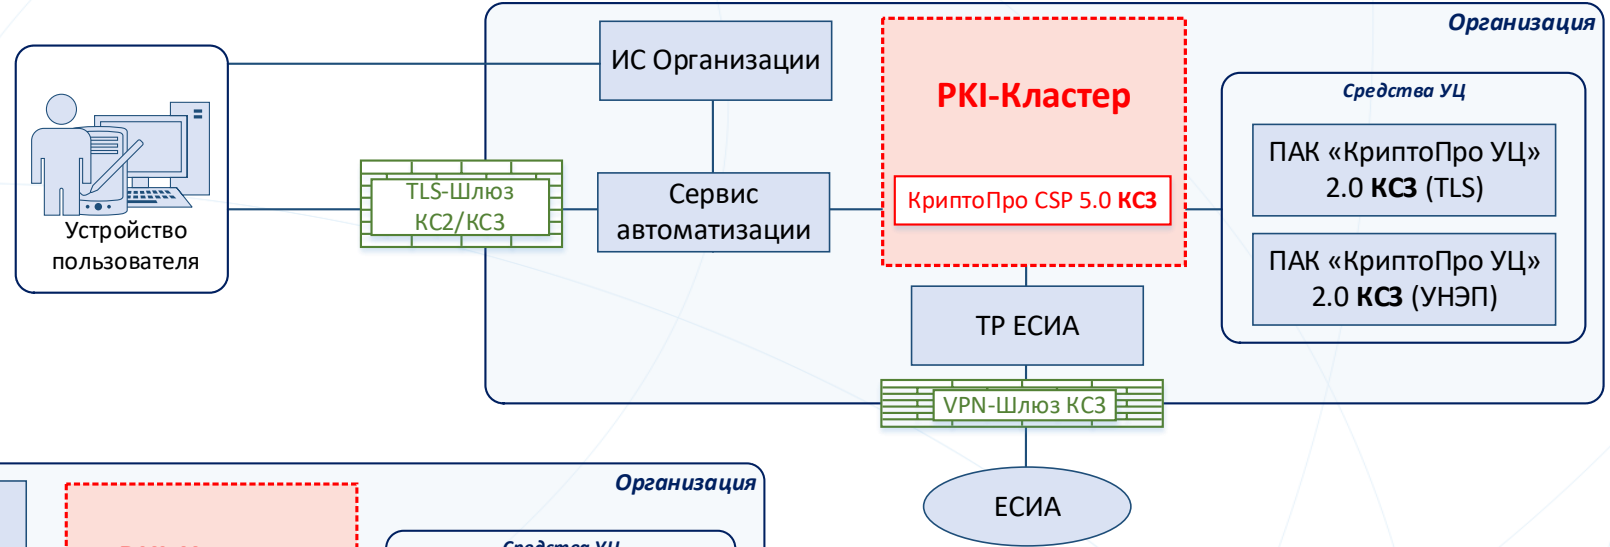 Организация
ИС Организации
PKI-Кластер
Средства УЦ
ПАК «КриптоПро УЦ»
2.0 КС3 (TLS)
TLS-Шлюз
КС2/КС3
Сервис
автоматизации
КриптоПро CSP 5.0 КС3
Устройство
пользователя
ПАК «КриптоПро УЦ»
2.0 КС3 (УНЭП)
ТР ЕСИА
VPN-Шлюз КС3
ЕСИА
Организация
Средства УЦ